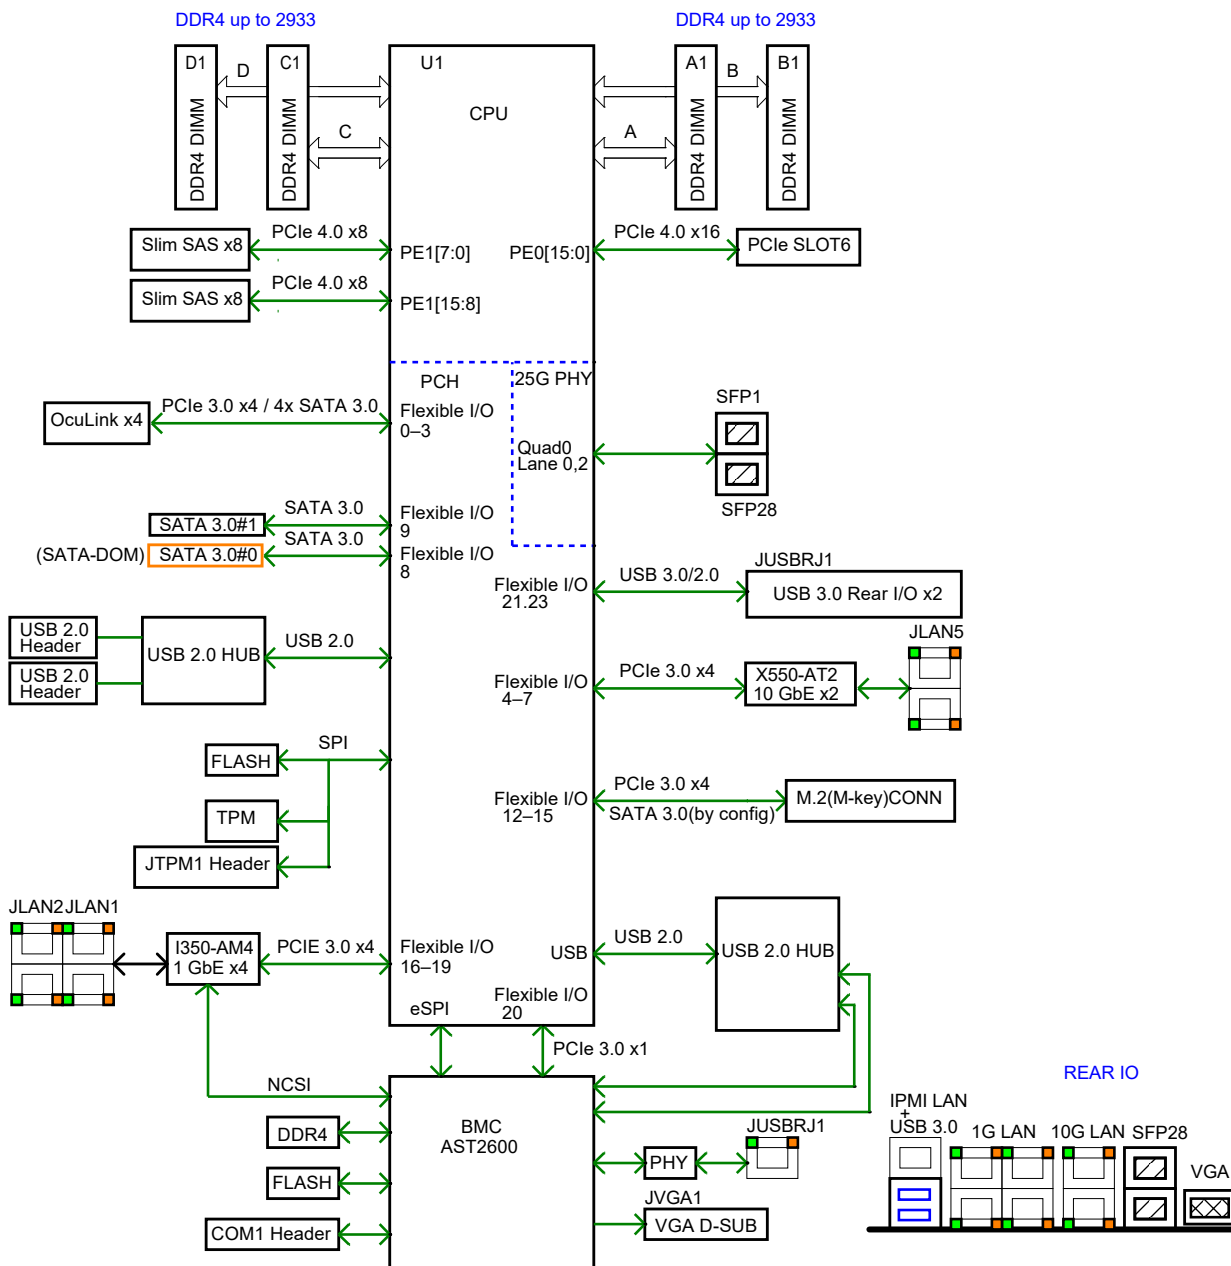 DDR4 up to 2933
DDR4 up to 2933
D1
D
C1
U1
A1
B
B1
CPU
DDR4 DIMM
DDR4 DIMM
DDR4 DIMM
DDR4 DIMM
C
A
Slim SAS x8
PCIe 4.0 x8
PE1[7:0]
PE0[15:0]
PCIe 4.0 x16
PCIe SLOT6
Slim SAS x8
PCIe 4.0 x8
PE1[15:8]
PCH
25G PHY
OcuLink x4
PCIe 3.0 x4 / 4x SATA 3.0
Flexible I/O
0–3
SFP1
Quad0
Lane 0,2
SFP28
SATA 3.0#1
SATA 3.0
Flexible I/O
9
(SATA-DOM)
SATA 3.0#0
SATA 3.0
Flexible I/O
8
Flexible I/O
21.23
USB 3.0/2.0
JUSBRJ1
USB 3.0 Rear I/O x2
USB 2.0
Header
USB 2.0
Header
USB 2.0 HUB
USB 2.0
JLAN5
Flexible I/O
4–7
PCIe 3.0 x4
X550-AT2
10 GbE x2
SPI
FLASH
TPM
JTPM1 Header
Flexible I/O
12–15
PCIe 3.0 x4
SATA 3.0(by config)
M.2(M-key)CONN
JLAN2
JLAN1
I350-AM4
1 GbE x4
PCIE 3.0 x4
Flexible I/O
16–19
USB
USB 2.0
USB 2.0 HUB
eSPI
Flexible I/O
20
PCIe 3.0 x1
NCSI
BMC
AST2600
DDR4
FLASH
COM1 Header
PHY
JUSBRJ1
JVGA1
VGA D-SUB
REAR IO
IPMI LAN
+
USB 3.0
1G LAN
10G LAN
SFP28
VGA